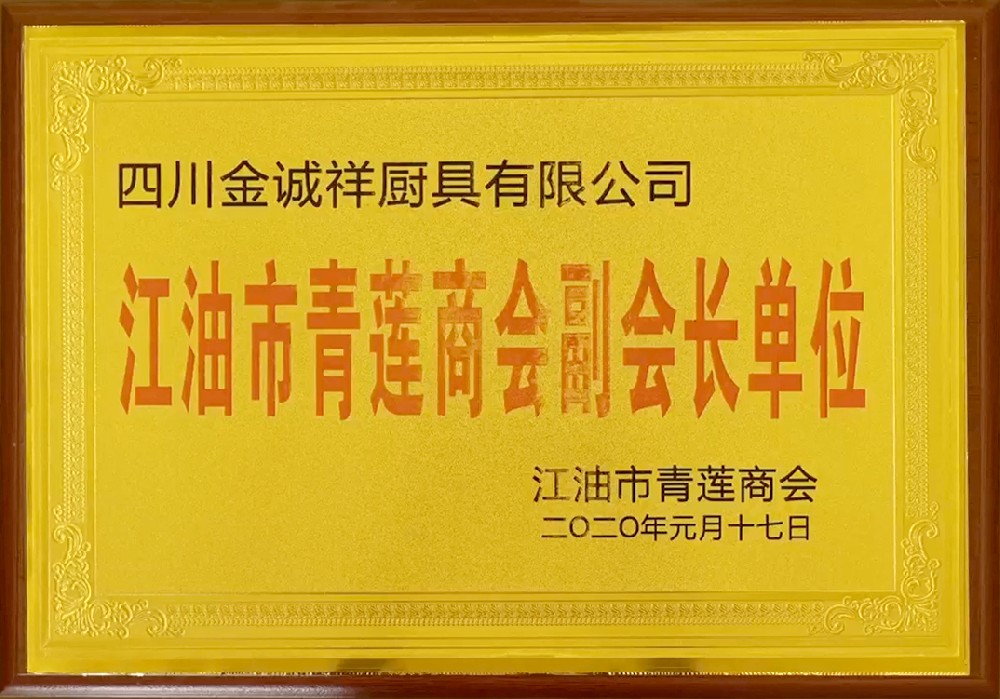 四川金诚祥厨具有限公司
江油市青莲商会副会长单位
江油市青莲商会
二〇二〇年元月十七日